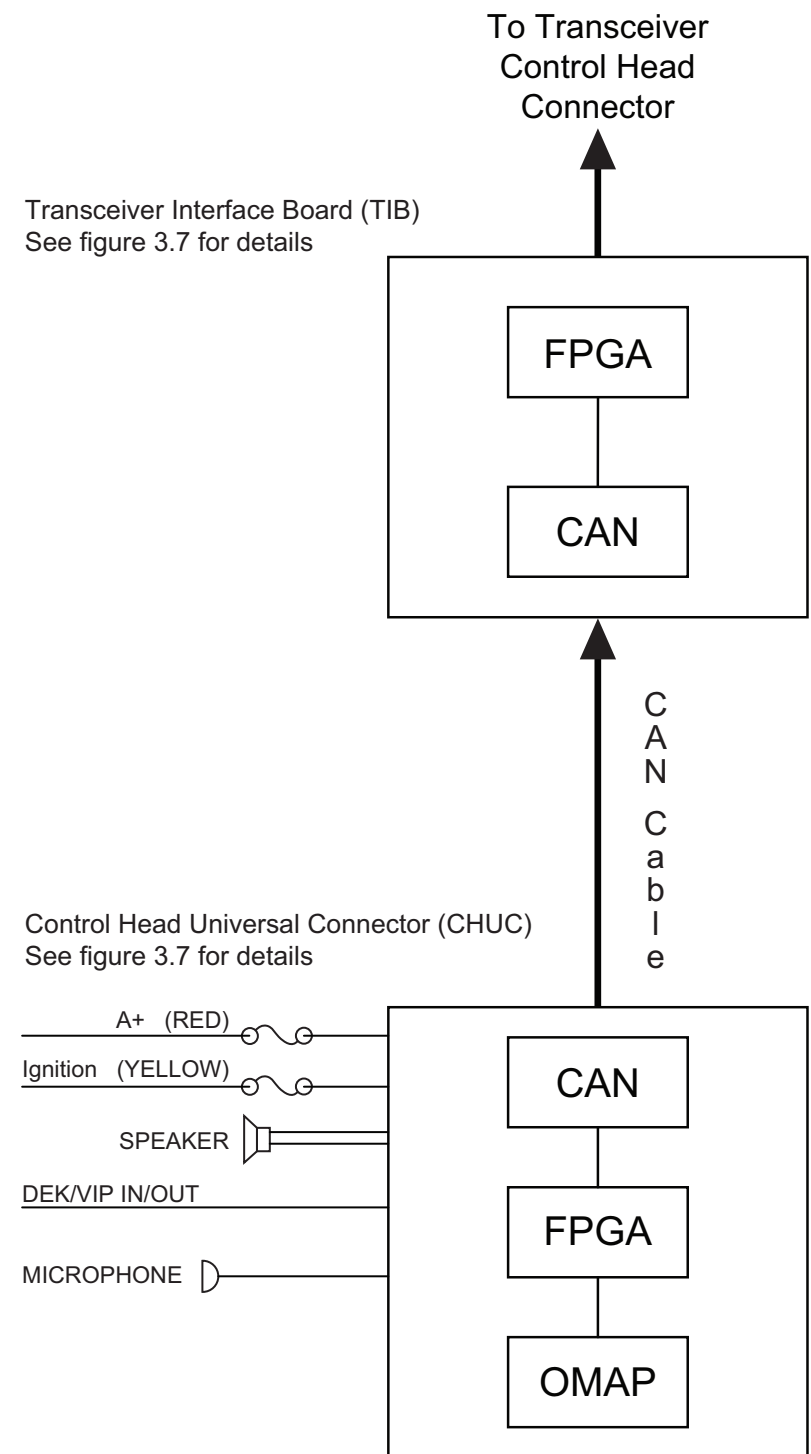 To Transceiver
Control Head
Connector
Transceiver Interface Board (TIB)
See figure 3.7 for details
FPGA
CAN
CAN Cable
Control Head Universal Connector (CHUC)
See figure 3.7 for details
A+ (RED)
Ignition (YELLOW)
SPEAKER
DEK/VIP IN/OUT
MICROPHONE
CAN
FPGA
OMAP